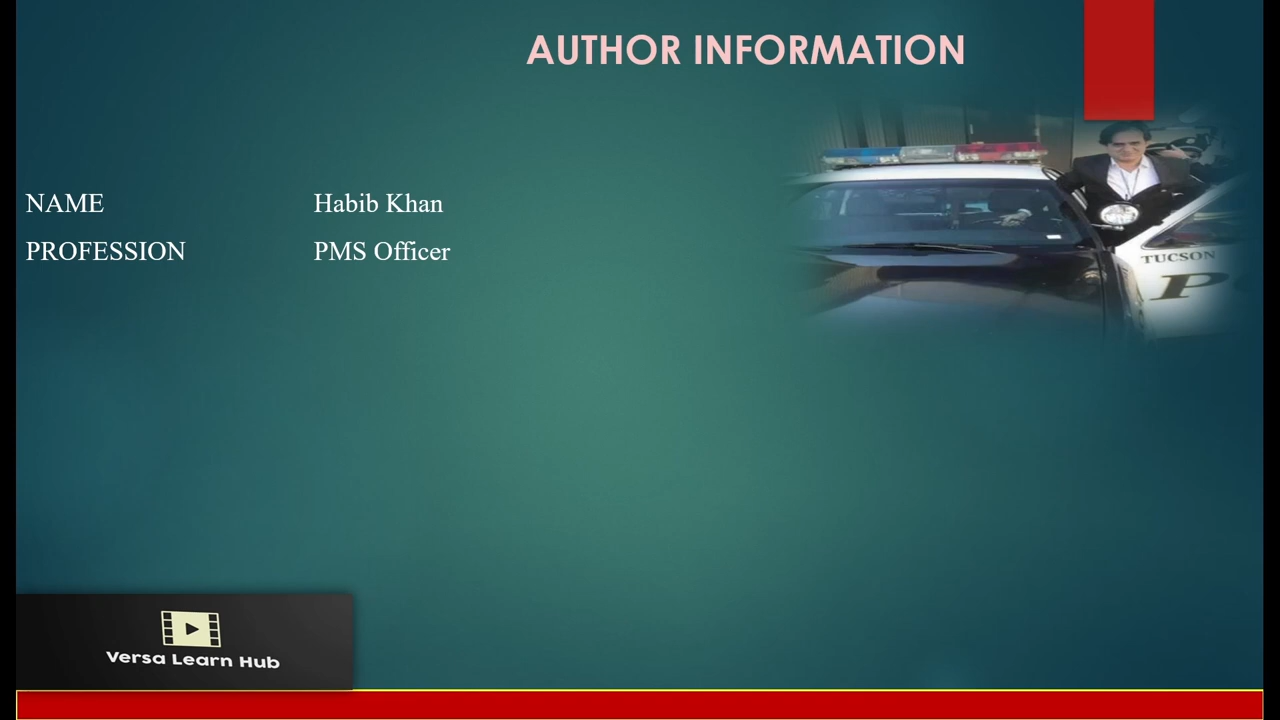 AUTHOR INFORMATION
NAME Habib Khan
PROFESSION PMS Officer
TUCSON
P
Versa Learn Hub